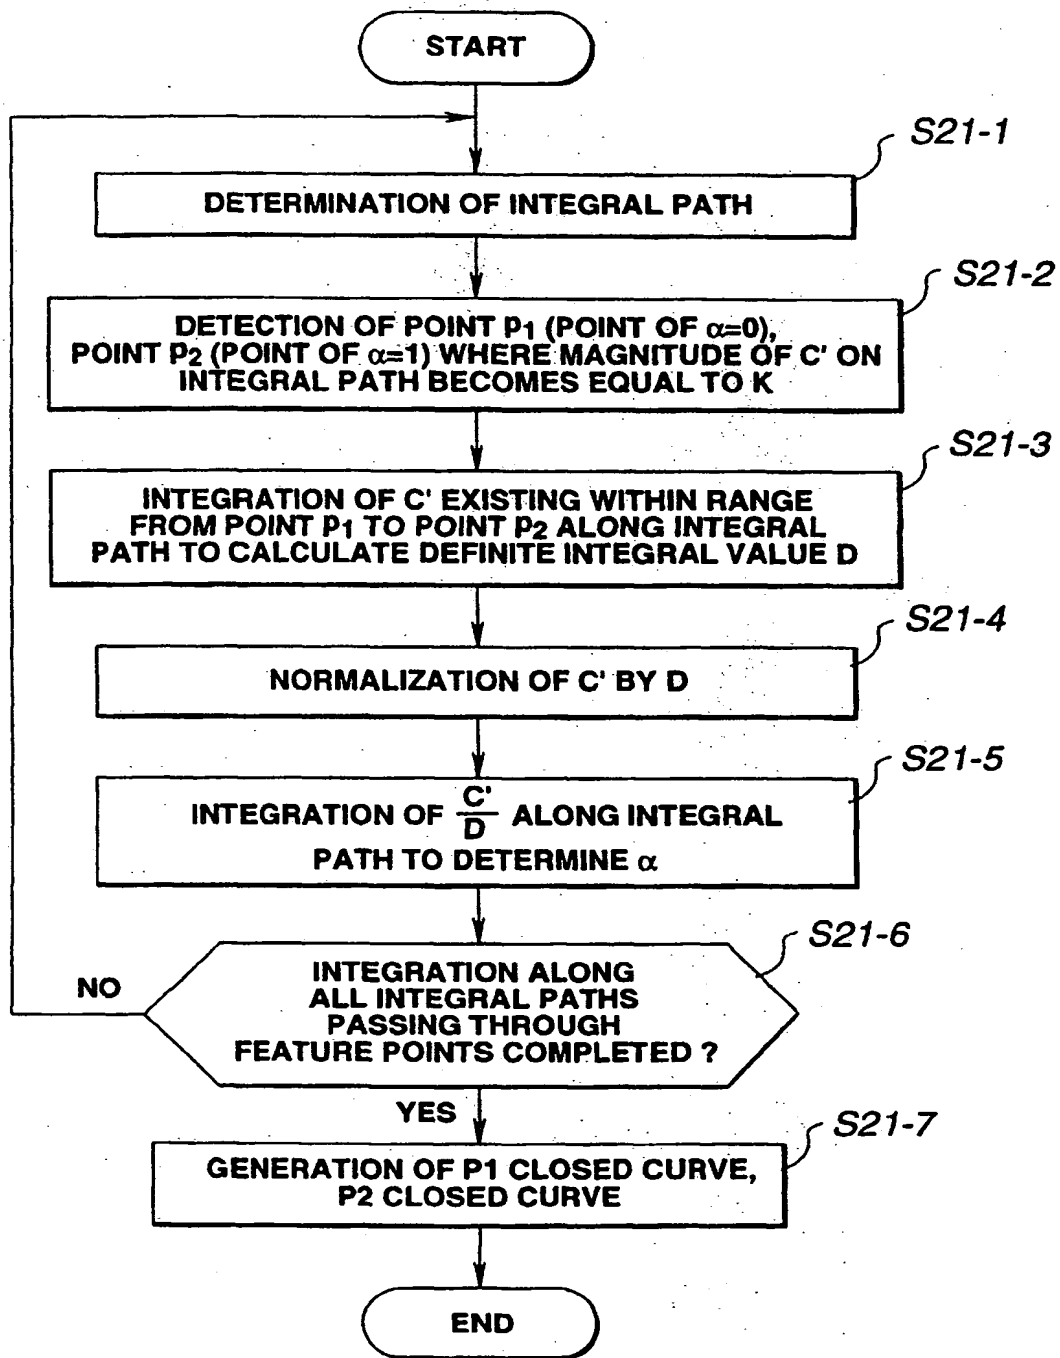 START
S21-1
DETERMINATION OF INTEGRAL PATH
S21-2
DETECTION OF POINT P1 (POINT OF α=0),
POINT P2 (POINT OF α=1) WHERE MAGNITUDE OF C' ON
INTEGRAL PATH BECOMES EQUAL TO K
S21-3
INTEGRATION OF C' EXISTING WITHIN RANGE
FROM POINT P1 TO POINT P2 ALONG INTEGRAL
PATH TO CALCULATE DEFINITE INTEGRAL VALUE D
S21-4
NORMALIZATION OF C' BY D
S21-5
INTEGRATION OF C'/D ALONG INTEGRAL
PATH TO DETERMINE α
S21-6
INTEGRATION ALONG
ALL INTEGRAL PATHS
PASSING THROUGH
FEATURE POINTS COMPLETED ?
NO
YES
S21-7
GENERATION OF P1 CLOSED CURVE,
P2 CLOSED CURVE
END